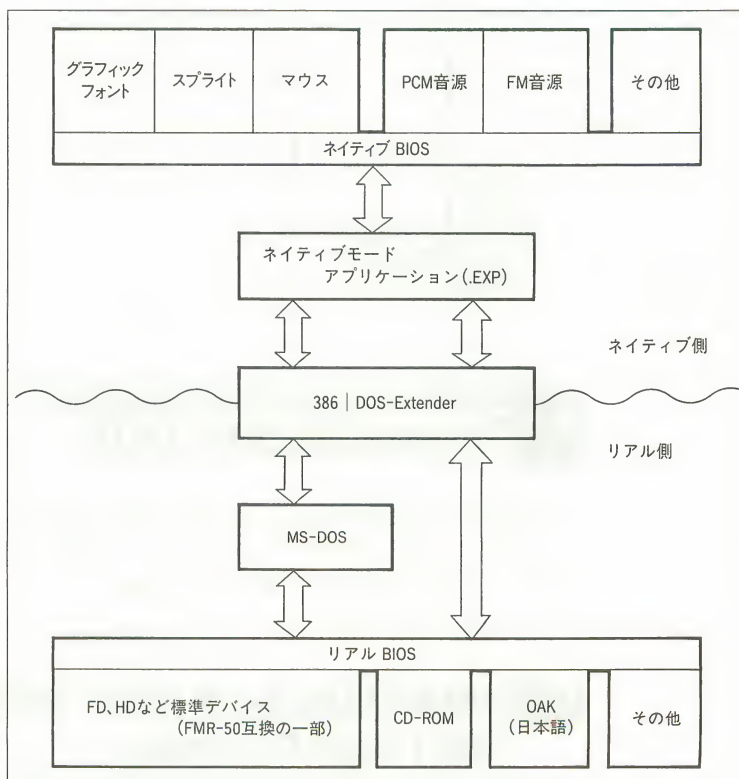 グラフィック
フォント
スプライト
マウス
PCM音源
FM音源
その他
ネイティブ BIOS
ネイティブモード
アプリケーション(.EXP)
ネイティブ側
386 | DOS-Extender
リアル側
MS-DOS
リアル BIOS
FD、HDなど標準デバイス
(FMR-50互換の一部)
CD-ROM
OAK
(日本語)
その他